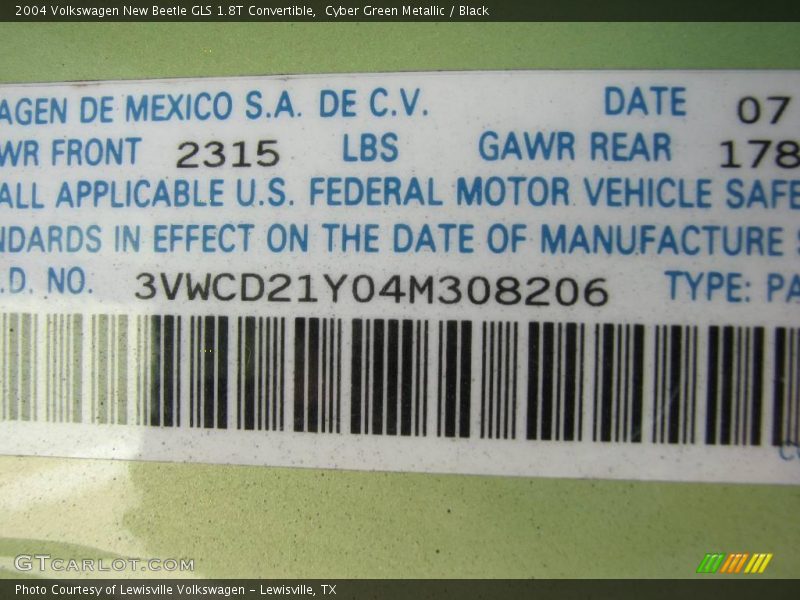 2004 Volkswagen New Beetle GLS 1.8T Convertible,  Cyber Green Metallic / Black
AGEN DE MEXICO S.A. DE C.V. DATE 07
WR FRONT 2315 LBS GAWR REAR 178
ALL APPLICABLE U.S. FEDERAL MOTOR VEHICLE SAFE
NDARDS IN EFFECT ON THE DATE OF MANUFACTURE
.D. NO. 3VWCD21Y04M308206 TYPE: PA
GTCARLOT.COM
Photo Courtesy of Lewisville Volkswagen – Lewisville, TX